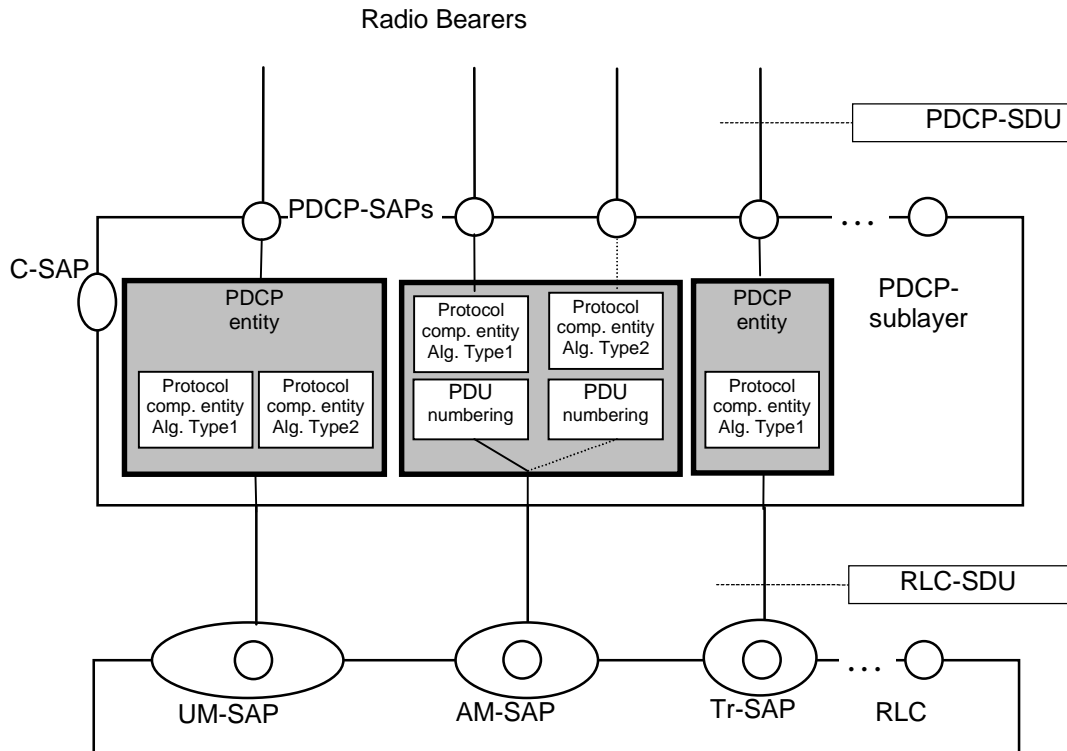 Radio Bearers
PDCP-SDU
PDCP-SAPs
...
C-SAP
PDCP
entity
Protocol
comp. entity
Alg. Type1
Protocol
comp. entity
Alg. Type2
Protocol
comp. entity
Alg. Type1
Protocol
comp. entity
Alg. Type2
PDU
numbering
PDU
numbering
PDCP
entity
Protocol
comp. entity
Alg. Type1
PDCP-
sublayer
RLC-SDU
...
UM-SAP
AM-SAP
Tr-SAP
RLC